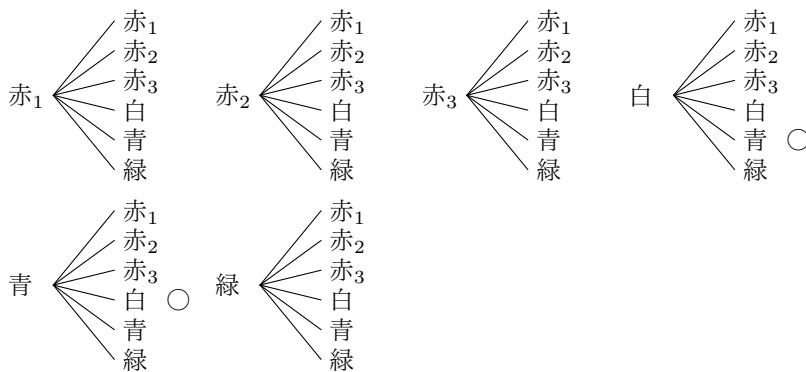 赤₁ 赤₁ 赤₂ 赤₃ 白 青 緑
赤₂ 赤₁ 赤₂ 赤₃ 白 青 緑
赤₃ 赤₁ 赤₂ 赤₃ 白 青 緑
白 赤₁ 赤₂ 赤₃ 白 青 ○ 緑
青 赤₁ 赤₂ 赤₃ 白 ○ 青 緑
緑 赤₁ 赤₂ 赤₃ 白 青 緑